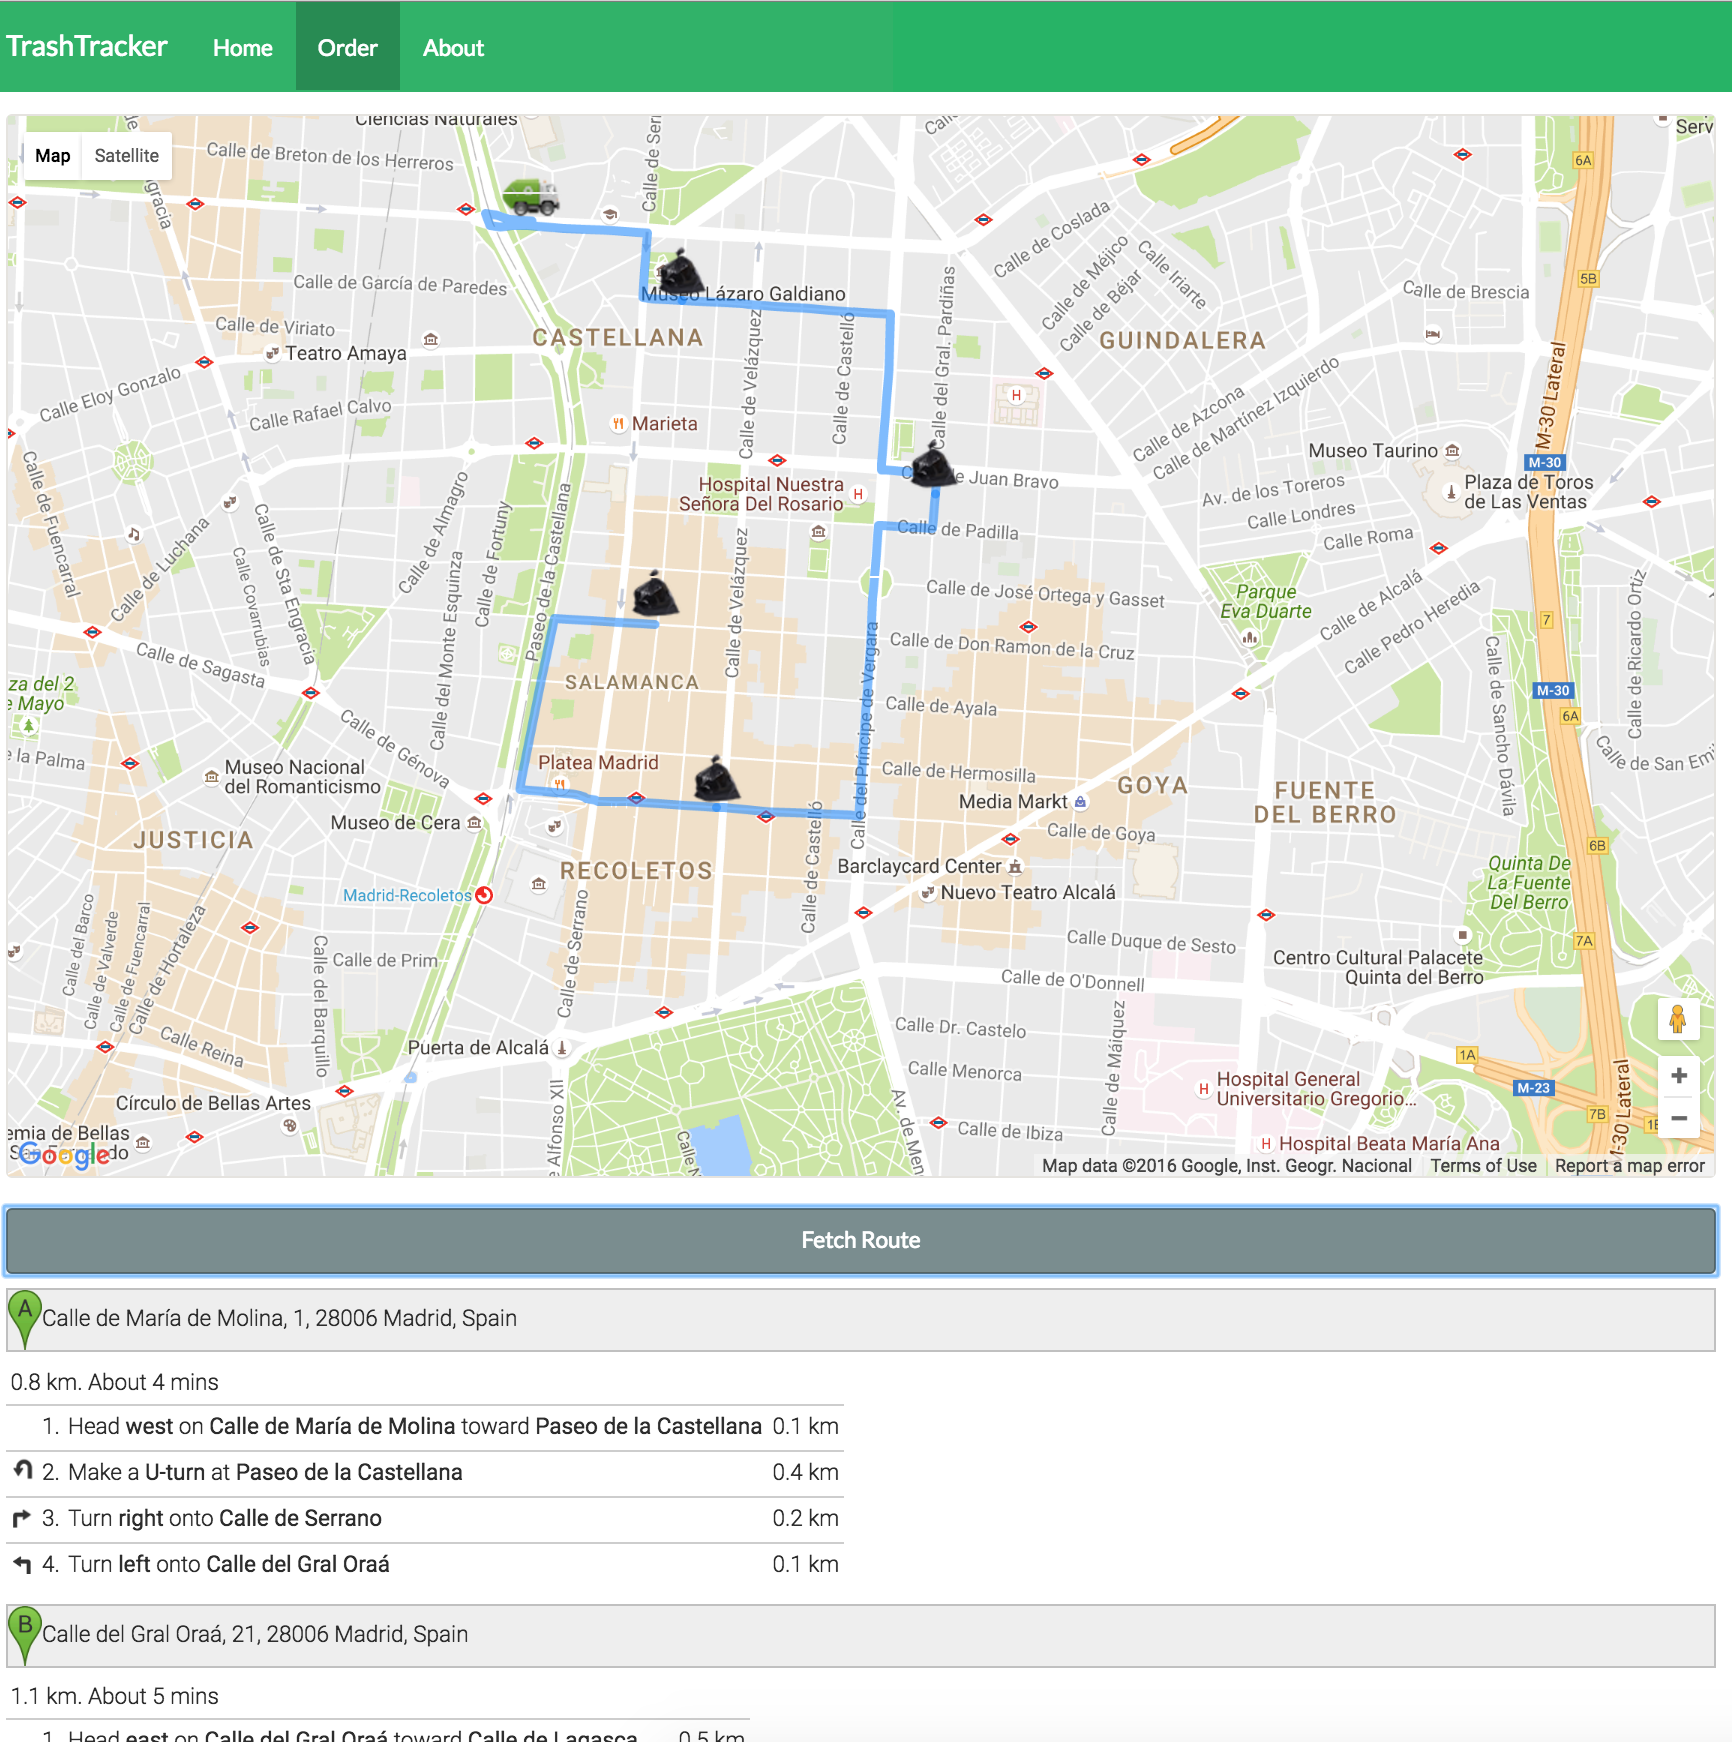 TrashTracker Home Order About
Ciencias Naturales
Map Satellite
Calle de Breton de los Herreros
Serv
6A
Calle de Coslada
Calle de Méjico
Calle Iriarte
Calle de Béjar
5B
Calle de García de Paredes
Museo Lázaro Galdiano
Calle de Brescia
Calle de Viriato
Teatro Amaya
CASTELLANA
GUINDALERA
Calle de Velázquez
Calle de Castelló
Calle del Gral. Pardiñas
M-30 Lateral
Calle Eloy Gonzalo
Calle Rafael Calvo
Marieta
Calle de Azcona
Calle de Martínez Izquierdo
Museo Taurino
M-30
Hospital Nuestra
Señora Del Rosario
e Juan Bravo
Av. de los Toreros
Plaza de Toros
de Las Ventas
Calle Londres
Calle de Fuencarral
Calle de Luchana
Calle de Sta Engracia
Calle de Almagro
Calle de Fortuny
Paseo de la Castellana
Calle de Padilla
Calle Roma
Calle Covarrubias
Calle del Monte Esquinza
Calle de Velázquez
Calle de José Ortega y Gasset
Parque
Eva Duarte
Calle de Alcalá
Calle Pedro Heredia
7
Calle de Ricardo Ortiz
Calle de Don Ramon de la Cruz
Calle de Sagasta
za del 2
e Mayo
SALAMANCA
Calle del Príncipe de Vergara
Calle de Ayala
M-30
6A
Calle de Sancho Dávila
Calle de Génova
e la Palma
Museo Nacional
del Romanticismo
Platea Madrid
Calle de Hermosilla
GOYA
Calle de San Emi
Media Markt
FUENTE
DEL BERRO
Museo de Cera
JUSTICIA
Calle de Castelló
Calle de Goya
6B
RECOLETOS
Barclaycard Center
Nuevo Teatro Alcalá
Quinta De
La Fuente
Del Berro
Madrid-Recoletos
Calle del Barco
Calle de Valverde
Calle de Fuencarral
Calle de Hortaleza
Calle del Barquillo
Calle de Prim
Calle de Serrano
Calle Duque de Sesto
7A
Centro Cultural Palacete
Quinta del Berro
Calle de O'Donnell
Calle Reina
Puerta de Alcalá
Calle Dr. Castelo
Calle de Máiquez
1A
Calle Menorca
Hospital General
Universitario Gregorio...
M-23
M-30 Lateral
Círculo de Bellas Artes
e Alfonso XII
Av. de Men
7B
emia de Bellas
Calle de Ibiza
Hospital Beata María Ana
Google
Map data ©2016 Google, Inst. Geogr. Nacional Terms of Use Report a map error
Fetch Route
A Calle de María de Molina, 1, 28006 Madrid, Spain
0.8 km. About 4 mins
1. Head west on Calle de María de Molina toward Paseo de la Castellana 0.1 km
2. Make a U-turn at Paseo de la Castellana 0.4 km
3. Turn right onto Calle de Serrano 0.2 km
4. Turn left onto Calle del Gral Oraá 0.1 km
B Calle del Gral Oraá, 21, 28006 Madrid, Spain
1.1 km. About 5 mins
1. Head east on Calle del Gral Oraá toward Calle de Lagasca 0.5 km